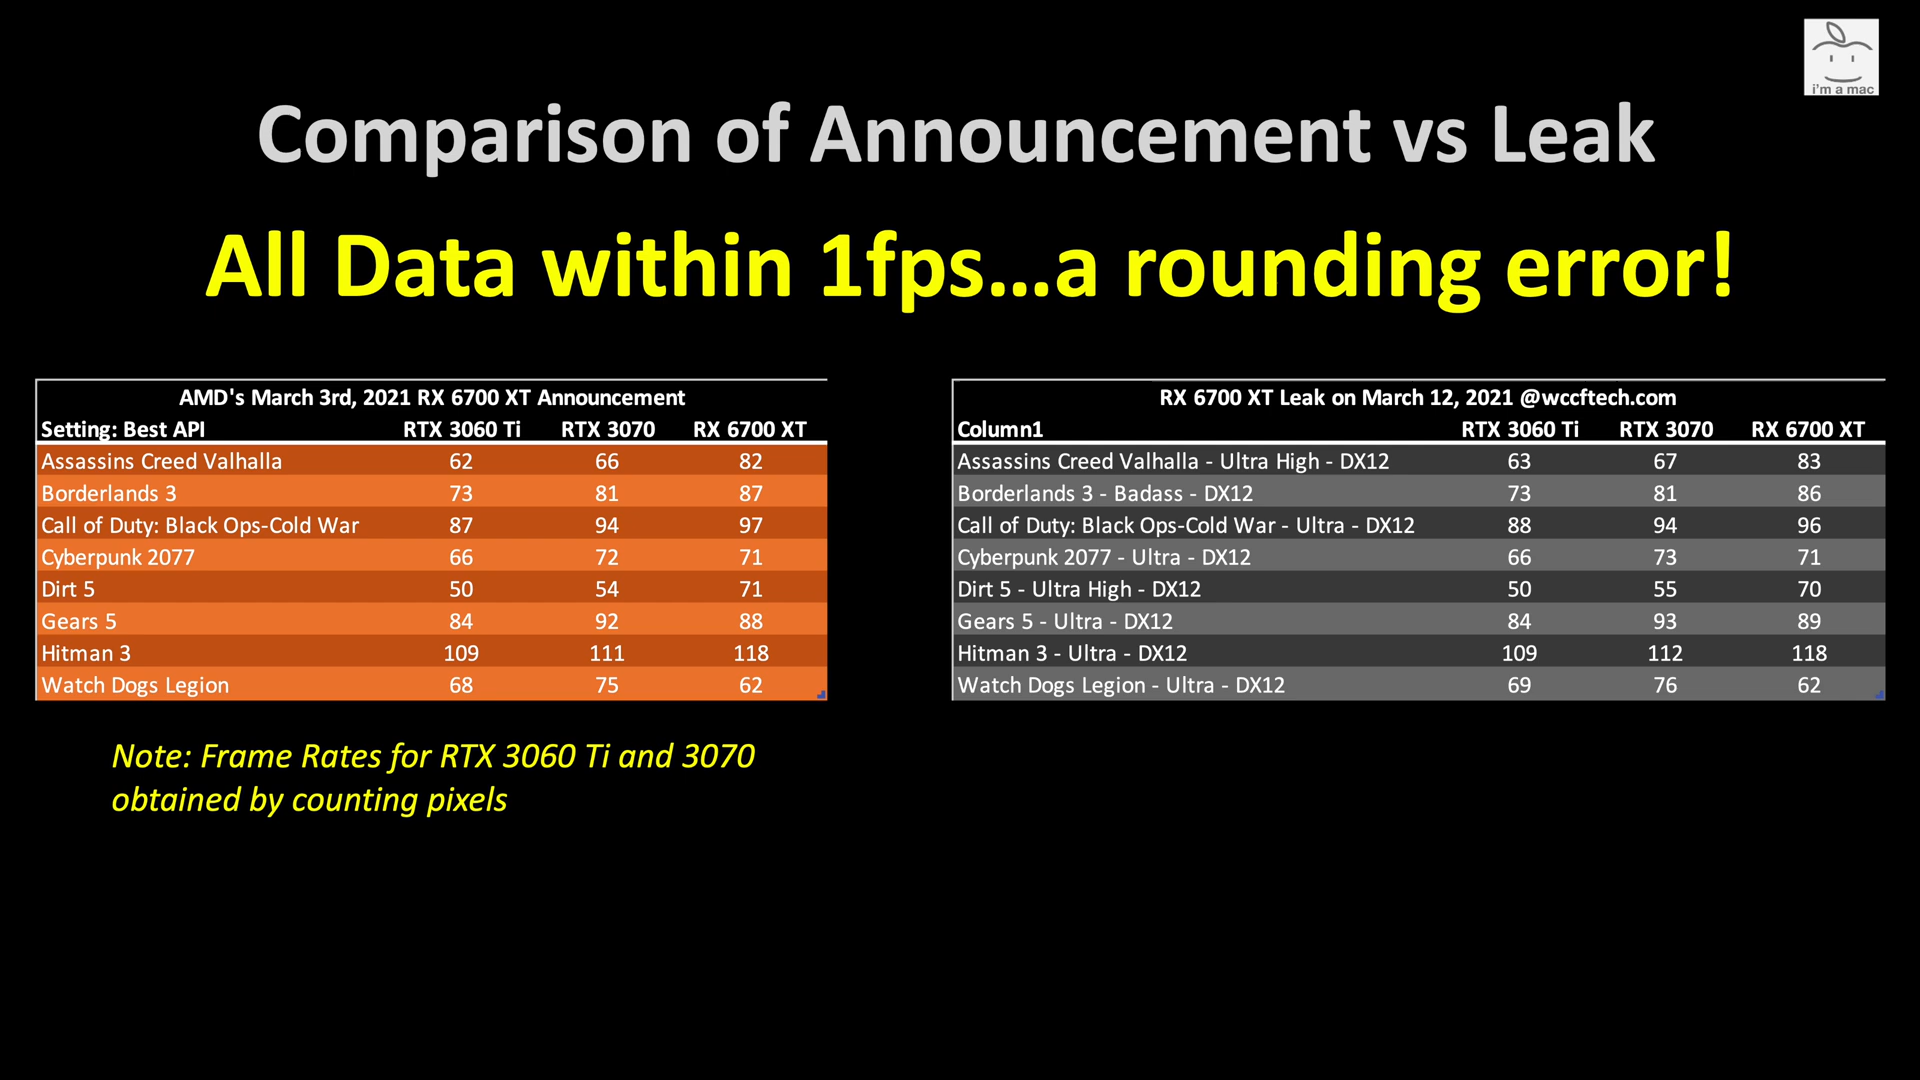 i'm a mac
Comparison of Announcement vs Leak
All Data within 1fps...a rounding error!
AMD's March 3rd, 2021 RX 6700 XT Announcement
Setting: Best API RTX 3060 Ti RTX 3070 RX 6700 XT
Assassins Creed Valhalla 62 66 82
Borderlands 3 73 81 87
Call of Duty: Black Ops-Cold War 87 94 97
Cyberpunk 2077 66 72 71
Dirt 5 50 54 71
Gears 5 84 92 88
Hitman 3 109 111 118
Watch Dogs Legion 68 75 62
RX 6700 XT Leak on March 12, 2021 @wccftech.com
Column1 RTX 3060 Ti RTX 3070 RX 6700 XT
Assassins Creed Valhalla - Ultra High - DX12 63 67 83
Borderlands 3 - Badass - DX12 73 81 86
Call of Duty: Black Ops-Cold War - Ultra - DX12 88 94 96
Cyberpunk 2077 - Ultra - DX12 66 73 71
Dirt 5 - Ultra High - DX12 50 55 70
Gears 5 - Ultra - DX12 84 93 89
Hitman 3 - Ultra - DX12 109 112 118
Watch Dogs Legion - Ultra - DX12 69 76 62
Note: Frame Rates for RTX 3060 Ti and 3070
obtained by counting pixels